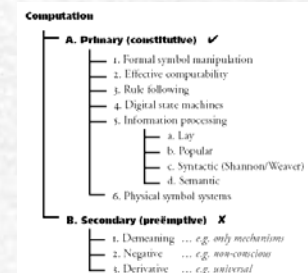 Computation
A. Primary (constitutive) ✔
1. Formal symbol manipulation
2. Effective computability
3. Rule following
4. Digital state machines
5. Information processing
a. Lay
b. Popular
c. Syntactic (Shannon/Weaver)
d. Semantic
6. Physical symbol systems
B. Secondary (preëmptive) ✘
1. Demeaning ... e.g. only mechanisms
2. Negative ... e.g. non-conscious
3. Derivative ... e.g. universal